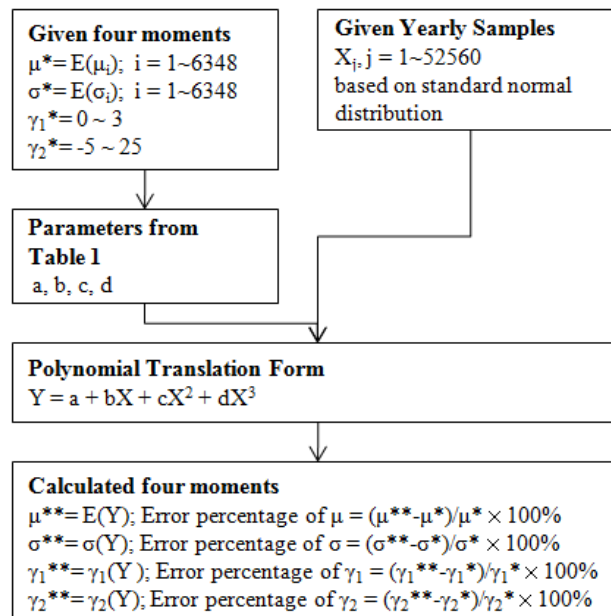 Given four moments
μ*= E(μᵢ); i = 1~6348
σ*= E(σᵢ); i = 1~6348
γ₁*= 0 ~ 3
γ₂*= -5 ~ 25
Given Yearly Samples
Xⱼ, j = 1~52560
based on standard normal
distribution
Parameters from
Table 1
a, b, c, d
Polynomial Translation Form
Y = a + bX + cX² + dX³
Calculated four moments
μ**= E(Y); Error percentage of μ = (μ**-μ*)/μ* × 100%
σ**= σ(Y); Error percentage of σ = (σ**-σ*)/σ* × 100%
γ₁**= γ₁(Y ); Error percentage of γ₁ = (γ₁**-γ₁*)/γ₁* × 100%
γ₂**= γ₂(Y); Error percentage of γ₂ = (γ₂**-γ₂*)/γ₂* × 100%